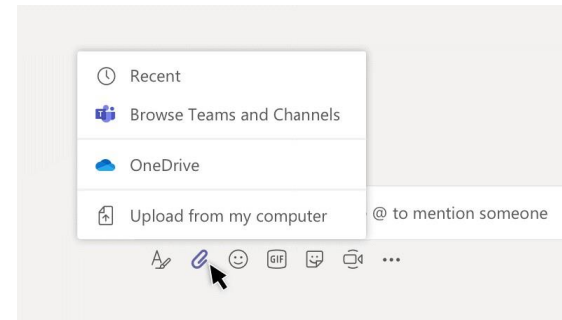 Recent
Browse Teams and Channels
OneDrive
Upload from my computer
@ to mention someone
GIF